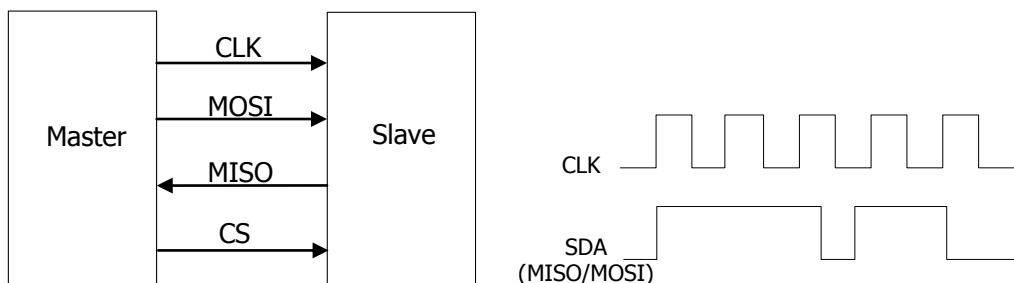 CLK
MOSI
Master
Slave
MISO
CS
CLK
SDA
(MISO/MOSI)